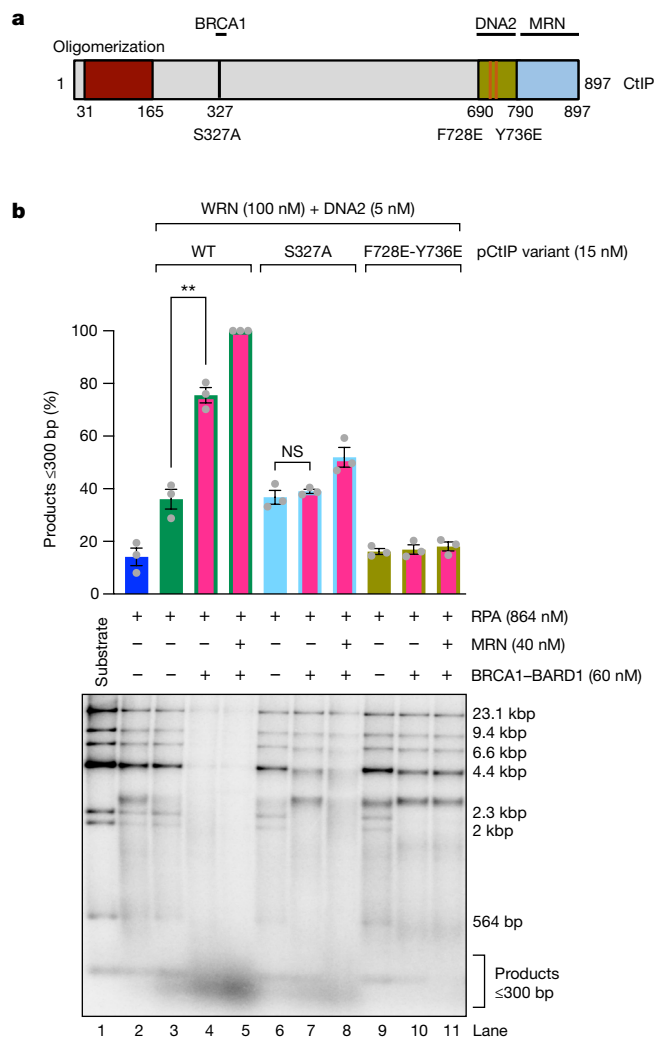 a
BRCA1 DNA2 MRN
Oligomerization
1 897 CtIP
31 165 327 690 790 897
S327A F728E Y736E
b
WRN (100 nM) + DNA2 (5 nM)
WT S327A F728E-Y736E pCtIP variant (15 nM)
**
100
80
60
NS
40
20
0
Products ≤300 bp (%)
Substrate
+ + + + + + + + + + RPA (864 nM)
– – – + – – + – – + MRN (40 nM)
– – + + – + + – + + BRCA1–BARD1 (60 nM)
23.1 kbp
9.4 kbp
6.6 kbp
4.4 kbp
2.3 kbp
2 kbp
564 bp
Products
≤300 bp
1 2 3 4 5 6 7 8 9 10 11 Lane